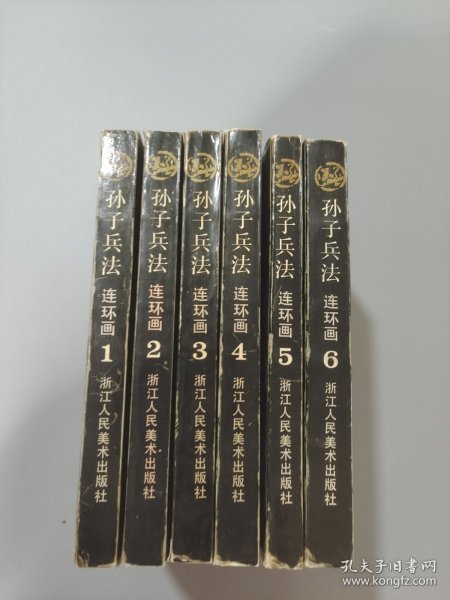 孙子兵法 连环画 1 浙江人民美术出版社
孙子兵法 连环画 2 浙江人民美术出版社
孙子兵法 连环画 3 浙江人民美术出版社
孙子兵法 连环画 4 浙江人民美术出版社
孙子兵法 连环画 5 浙江人民美术出版社
孙子兵法 连环画 6 浙江人民美术出版社
孔夫子旧书网
www.kongfz.com